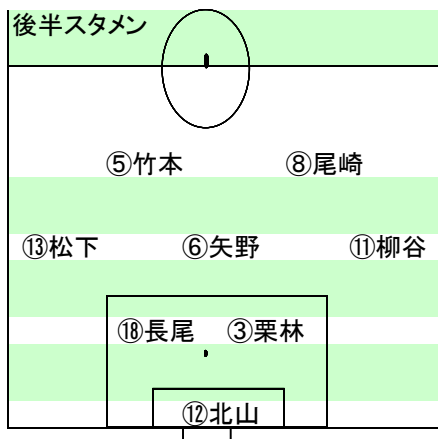 後半スタメン
⑤竹本 ⑧尾崎
⑬松下 ⑥矢野 ⑪柳谷
⑱長尾 ③栗林
⑫北山